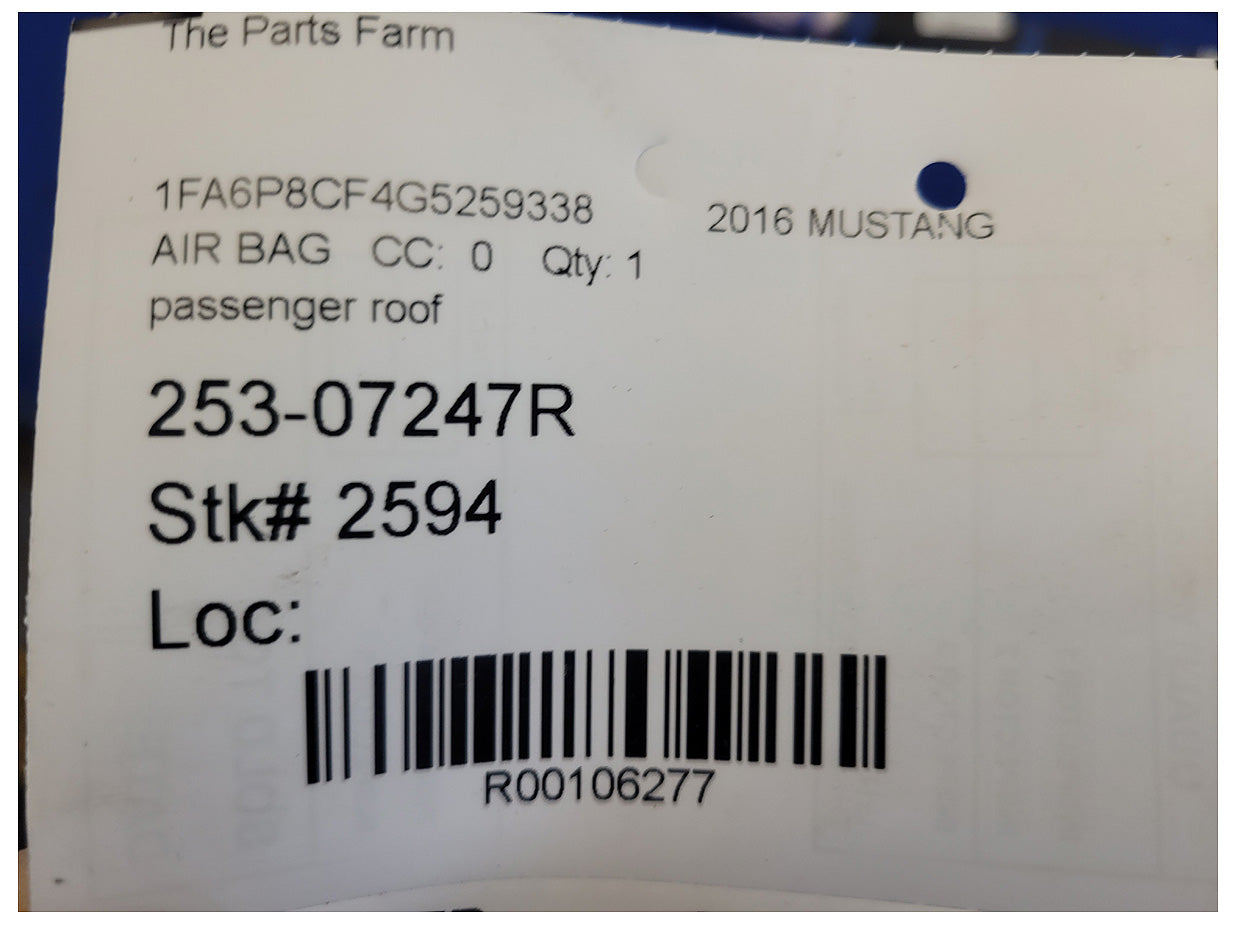 The Parts Farm
1FA6P8CF4G5259338 2016 MUSTANG
AIR BAG CC: 0 Qty: 1
passenger roof
253-07247R
Stk# 2594
Loc:
R00106277